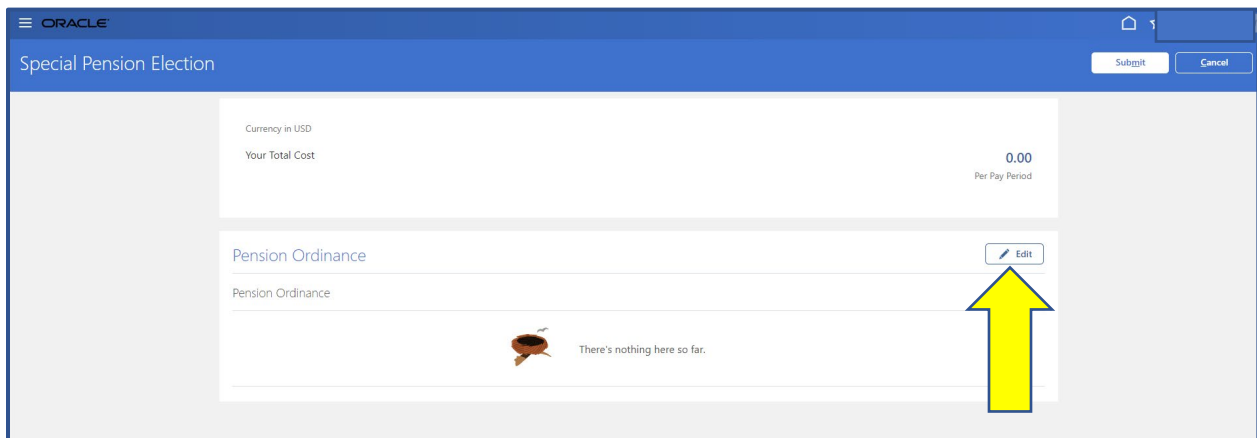 ORACLE
Special Pension Election
Submit
Cancel
Currency in USD
Your Total Cost
0.00
Per Pay Period
Pension Ordinance
Edit
Pension Ordinance
There's nothing here so far.